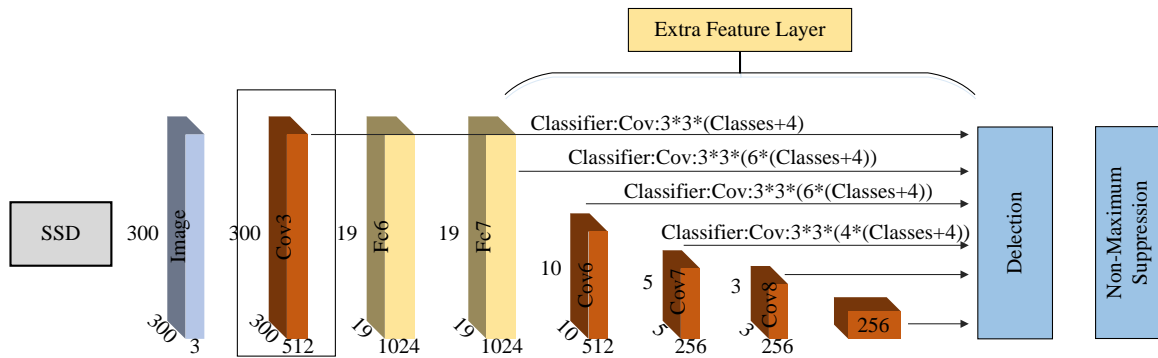 Extra Feature Layer
Classifier:Cov:3*3*(Classes+4)
Classifier:Cov:3*3*(6*(Classes+4))
Classifier:Cov:3*3*(6*(Classes+4))
Classifier:Cov:3*3*(4*(Classes+4))
SSD
300
Image
300
3
300
Cov3
300
512
19
Fc6
19
1024
19
Fc7
19
1024
10
Cov6
10
512
5
Cov7
5
256
3
Cov8
3
256
256
Delection
Non-Maximum
Suppression